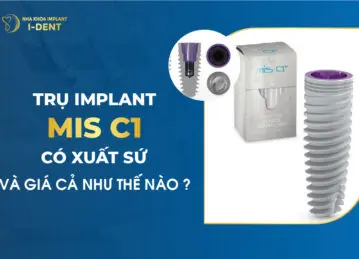 NHA KHOA IMPLANT
I-DENT
TRỤ IMPLANT
MIS C1
CÓ XUẤT SỨ
VÀ GIÁ CẢ NHƯ THẾ NÀO ?
mis C1